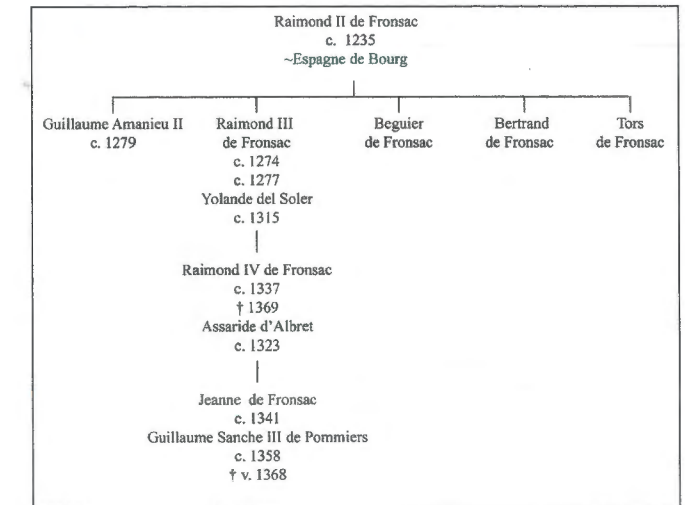 Raimond II de Fronsac
c. 1235
~Espagne de Bourg
Guillaume Amanieu II
c. 1279
Raimond III
de Fronsac
c. 1274
c. 1277
Yolande del Soler
c. 1315
Beguier
de Fronsac
Bertrand
de Fronsac
Tors
de Fronsac
Raimond IV de Fronsac
c. 1337
† 1369
Assaride d'Albret
c. 1323
Jeanne de Fronsac
c. 1341
Guillaume Sanche III de Pommiers
c. 1358
† v. 1368